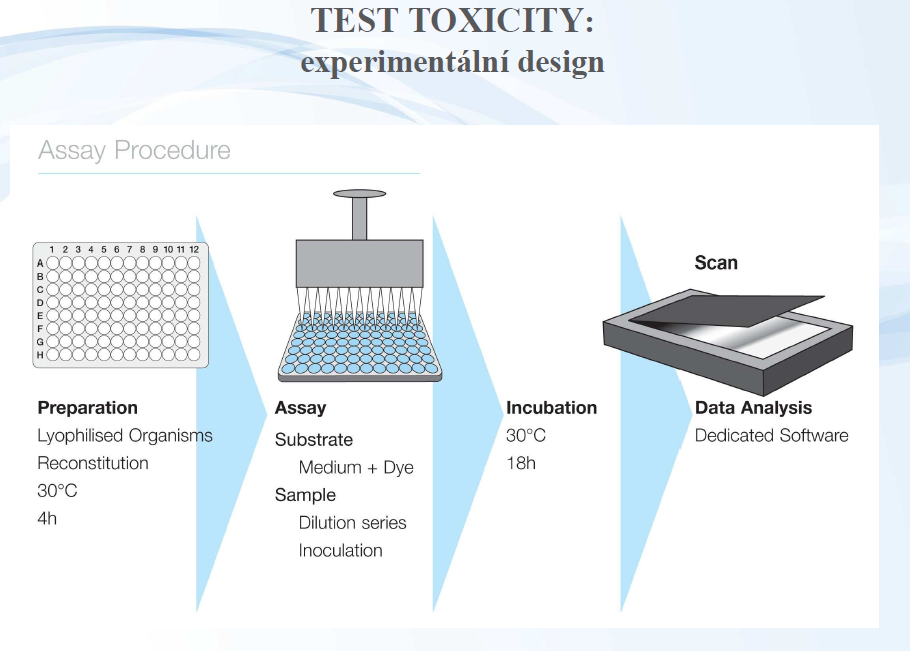 TEST TOXICITY:
experimentální design
Assay Procedure
1 2 3 4 5 6 7 8 9 10 11 12
A
B
C
D
E
F
G
H
Preparation
Lyophilised Organisms
Reconstitution
30°C
4h
Assay
Substrate
Medium + Dye
Sample
Dilution series
Inoculation
Incubation
30°C
18h
Scan
Data Analysis
Dedicated Software